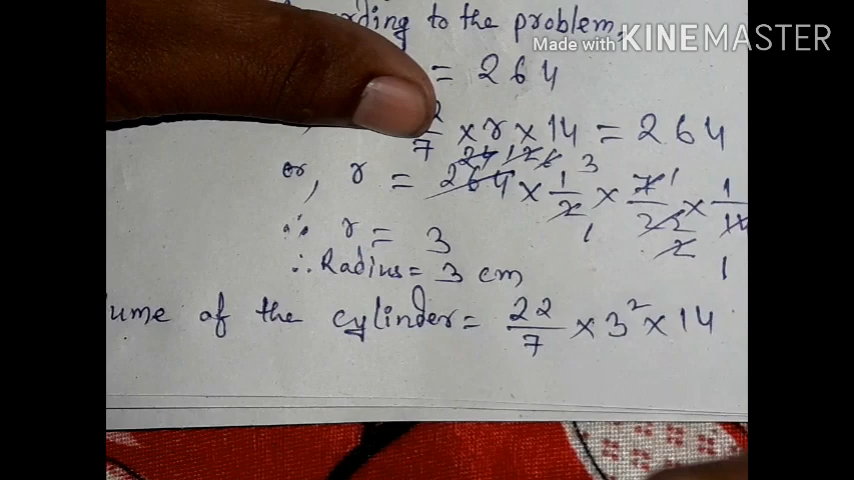 to the problem,
Made with KINEMASTER
= 264
7 × r × 14 = 264
or, r = 264 × 1/2 × 7/22 × 1/14
∴ r = 3
∴ Radius = 3 cm
ume of the cylinder = 22/7 × 3² × 14